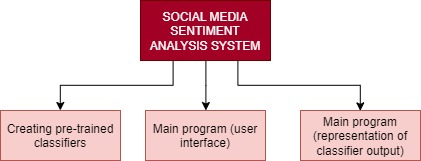 SOCIAL MEDIA
SENTIMENT
ANALYSIS SYSTEM
Creating pre-trained
classifiers
Main program (user
interface)
Main program
(representation of
classifier output)